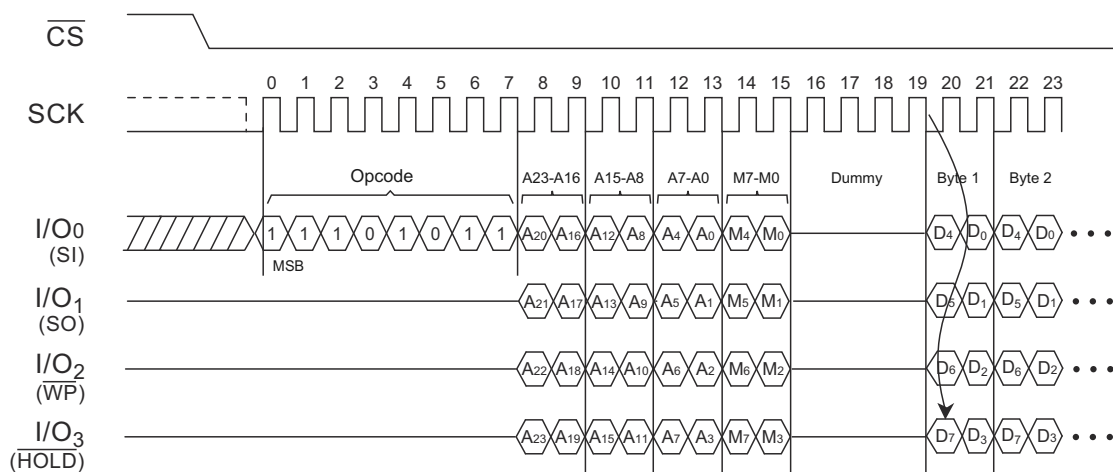 CS
0 1 2 3 4 5 6 7 8 9 10 11 12 13 14 15 16 17 18 19 20 21 22 23
SCK
Opcode A23-A16 A15-A8 A7-A0 M7-M0 Dummy Byte 1 Byte 2
I/O0 1 1 1 0 1 0 1 1 A20 A16 A12 A8 A4 A0 M4 M0 D4 D0 D4 D0
(SI)
MSB
I/O1 A21 A17 A13 A9 A5 A1 M5 M1 D5 D1 D5 D1
(SO)
I/O2 A22 A18 A14 A10 A6 A2 M6 M2 D6 D2 D6 D2
(WP)
I/O3 A23 A19 A15 A11 A7 A3 M7 M3 D7 D3 D7 D3
(HOLD)